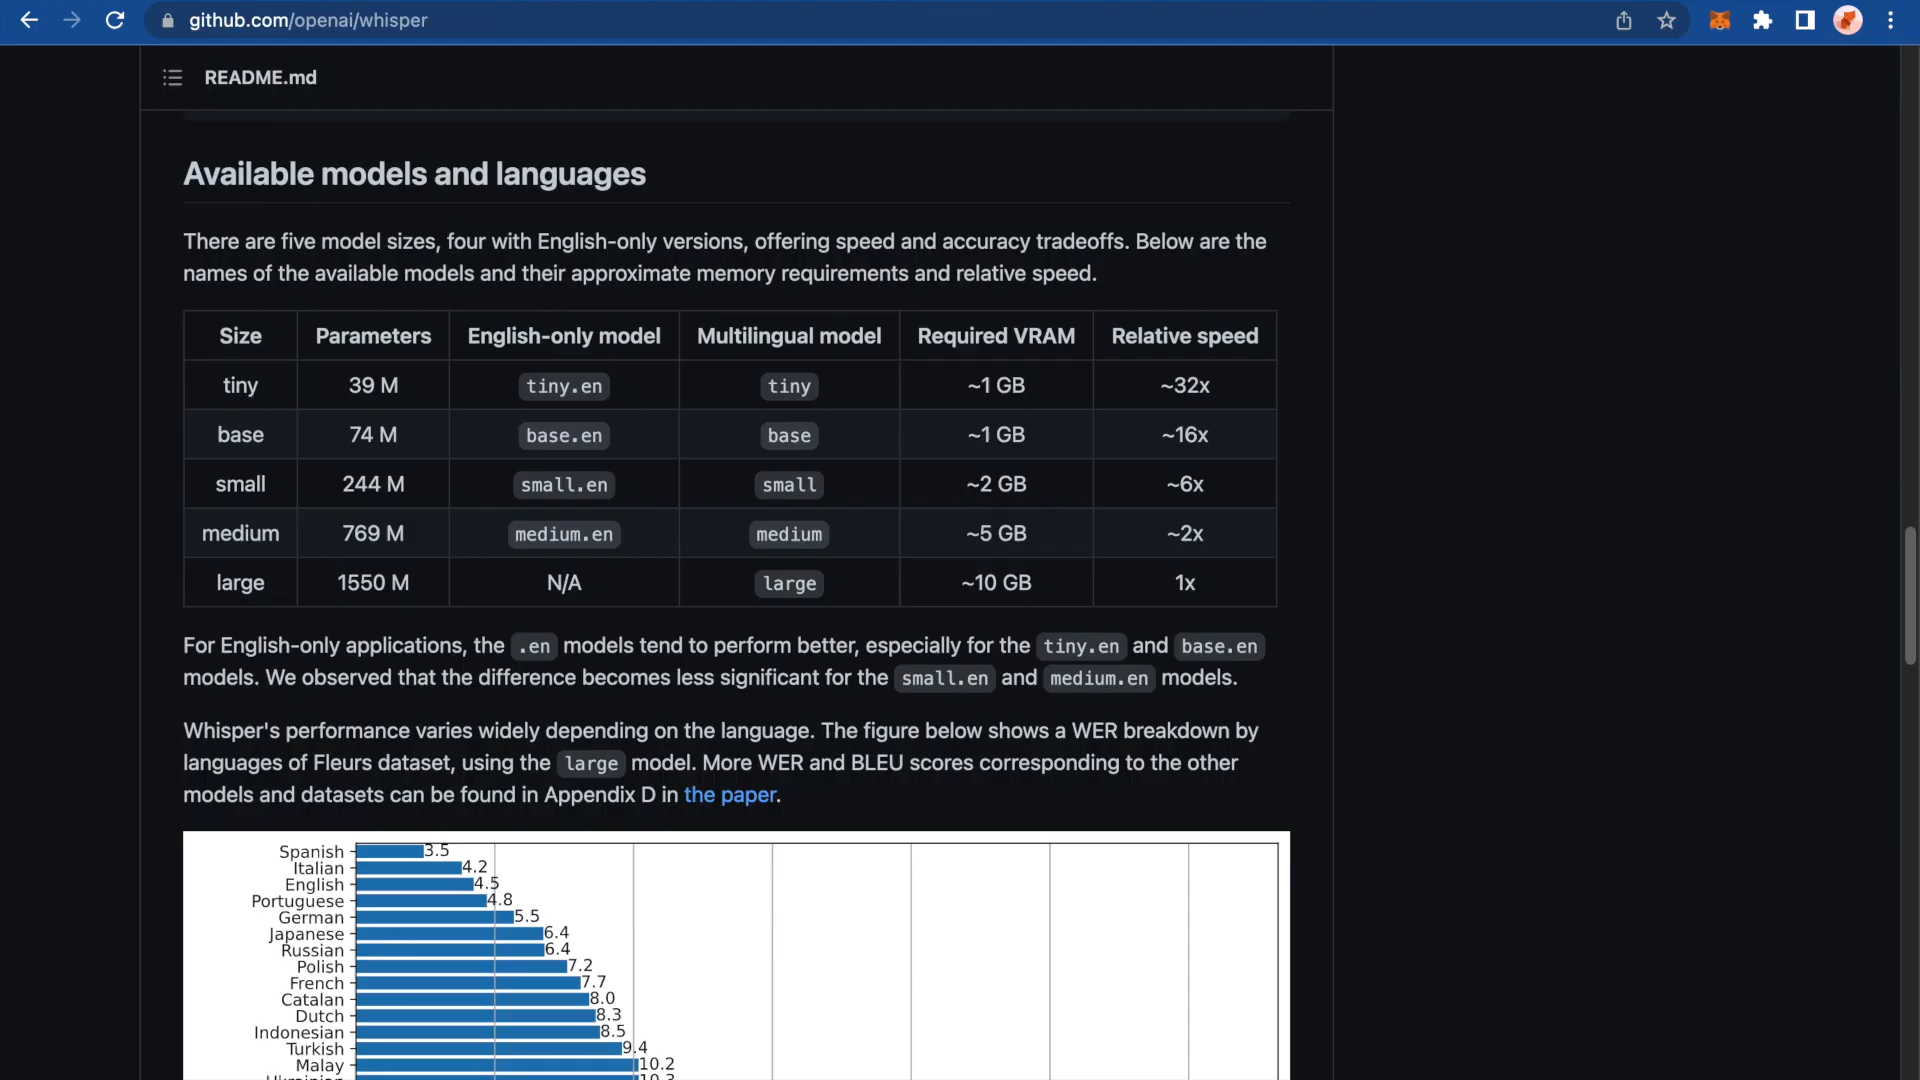 github.com/openai/whisper
README.md
Available models and languages
There are five model sizes, four with English-only versions, offering speed and accuracy tradeoffs. Below are the
names of the available models and their approximate memory requirements and relative speed.
Size Parameters English-only model Multilingual model Required VRAM Relative speed
tiny 39 M tiny.en tiny ~1 GB ~32x
base 74 M base.en base ~1 GB ~16x
small 244 M small.en small ~2 GB ~6x
medium 769 M medium.en medium ~5 GB ~2x
large 1550 M N/A large ~10 GB 1x
For English-only applications, the .en models tend to perform better, especially for the tiny.en and base.en
models. We observed that the difference becomes less significant for the small.en and medium.en models.
Whisper's performance varies widely depending on the language. The figure below shows a WER breakdown by
languages of Fleurs dataset, using the large model. More WER and BLEU scores corresponding to the other
models and datasets can be found in Appendix D in the paper.
Spanish 3.5
Italian 4.2
English 4.5
Portuguese 4.8
German 5.5
Japanese 6.4
Russian 6.4
Polish 7.2
French 7.7
Catalan 8.0
Dutch 8.3
Indonesian 8.5
Turkish 9.4
Malay 10.2
Ukrainian 10.3